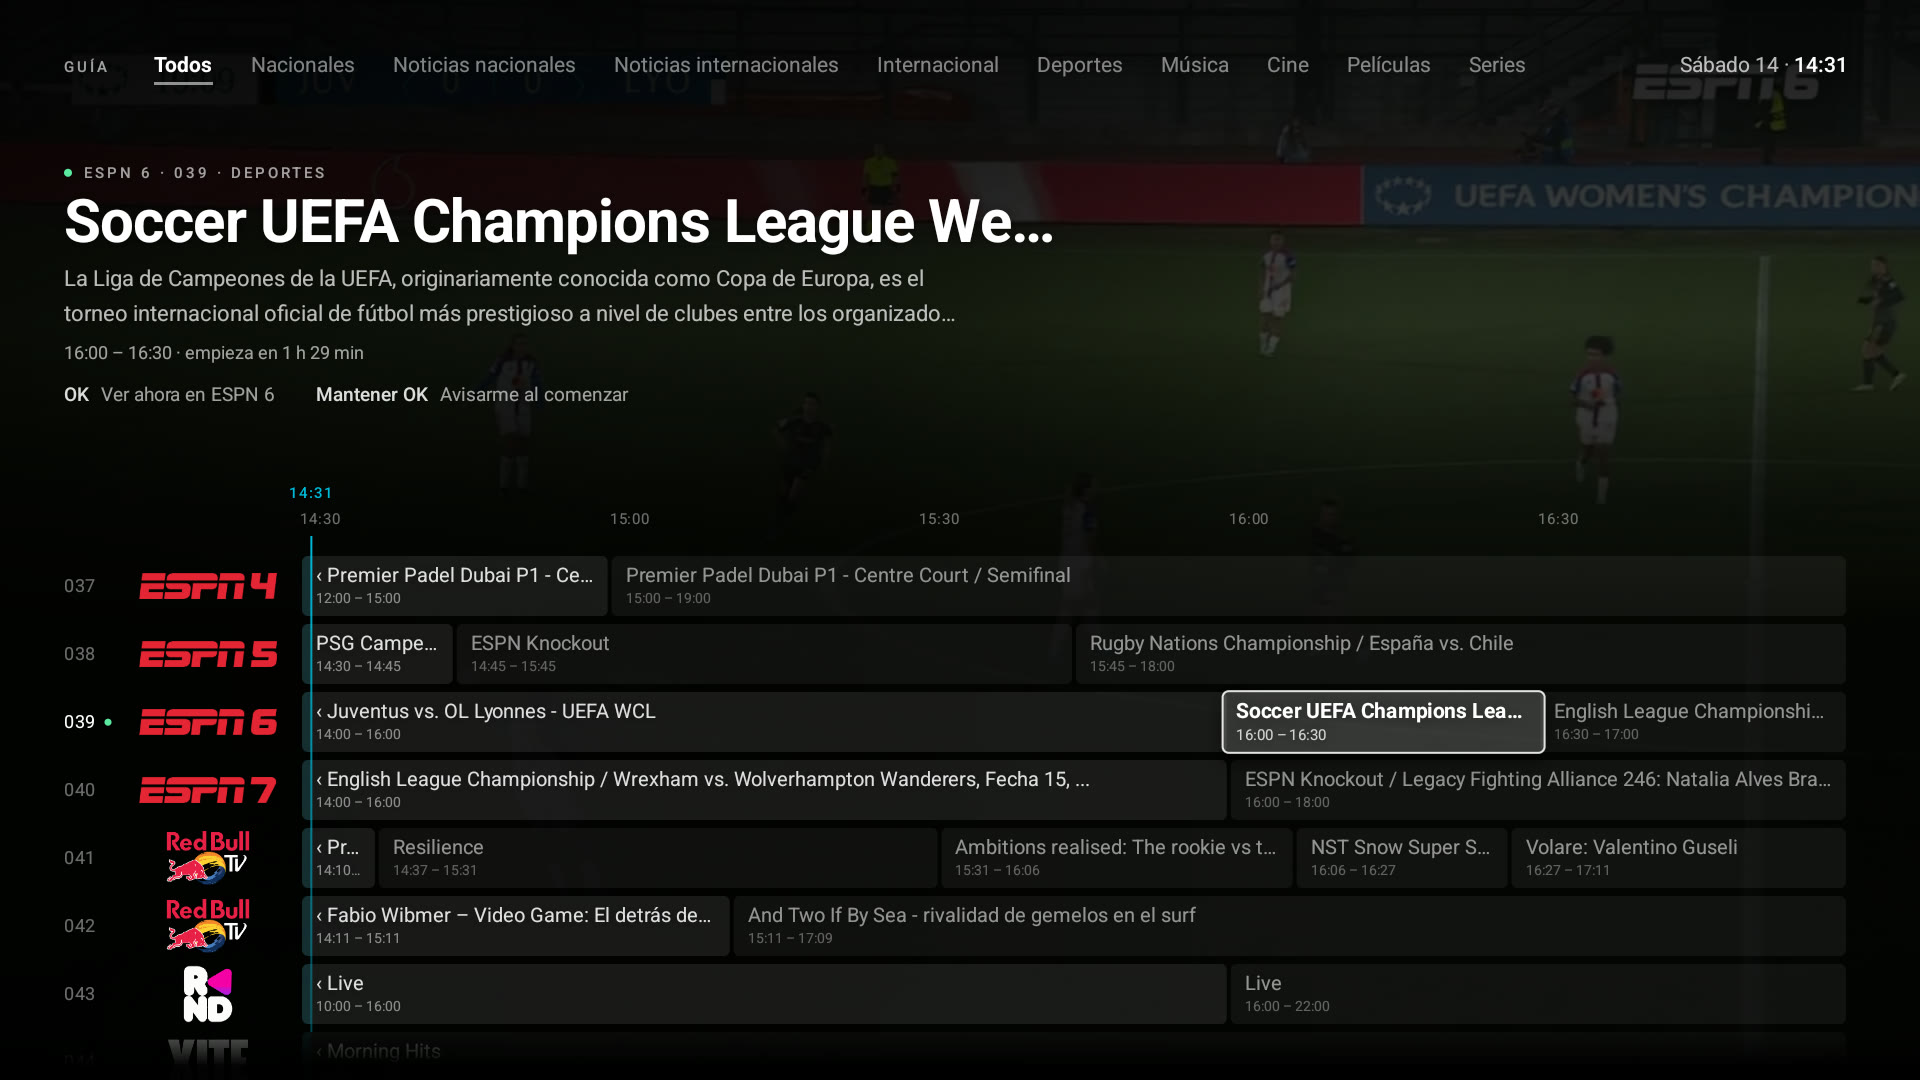 GUÍA Todos Nacionales Noticias nacionales Noticias internacionales Internacional Deportes Música Cine Películas Series Sábado 14 · 14:31
JUV 0 0 LYO
ESPN 6
ESPN 6 · 039 · DEPORTES
UEFA WOMEN'S CHAMPION
Soccer UEFA Champions League We...
La Liga de Campeones de la UEFA, originariamente conocida como Copa de Europa, es el
torneo internacional oficial de fútbol más prestigioso a nivel de clubes entre los organizado...
16:00 – 16:30 · empieza en 1 h 29 min
OK Ver ahora en ESPN 6 Mantener OK Avisarme al comenzar
14:31
14:30 15:00 15:30 16:00 16:30
037 ESPN 4 ‹ Premier Padel Dubai P1 - Ce... Premier Padel Dubai P1 - Centre Court / Semifinal
12:00 – 15:00 15:00 – 19:00
038 ESPN 5 PSG Campe... ESPN Knockout Rugby Nations Championship / España vs. Chile
14:30 – 14:45 14:45 – 15:45 15:45 – 18:00
039 ESPN 6 ‹ Juventus vs. OL Lyonnes - UEFA WCL Soccer UEFA Champions Lea... English League Championshi...
14:00 – 16:00 16:00 – 16:30 16:30 – 17:00
040 ESPN 7 ‹ English League Championship / Wrexham vs. Wolverhampton Wanderers, Fecha 15, ... ESPN Knockout / Legacy Fighting Alliance 246: Natalia Alves Bra...
14:00 – 16:00 16:00 – 18:00
041 Red Bull TV ‹ Pr... Resilience Ambitions realised: The rookie vs t... NST Snow Super S... Volare: Valentino Guseli
14:10... 14:37 – 15:31 15:31 – 16:06 16:06 – 16:27 16:27 – 17:11
042 Red Bull TV ‹ Fabio Wibmer – Video Game: El detrás de... And Two If By Sea - rivalidad de gemelos en el surf
14:11 – 15:11 15:11 – 17:09
043 R ND ‹ Live Live
10:00 – 16:00 16:00 – 22:00
044 XITE ‹ Morning Hits